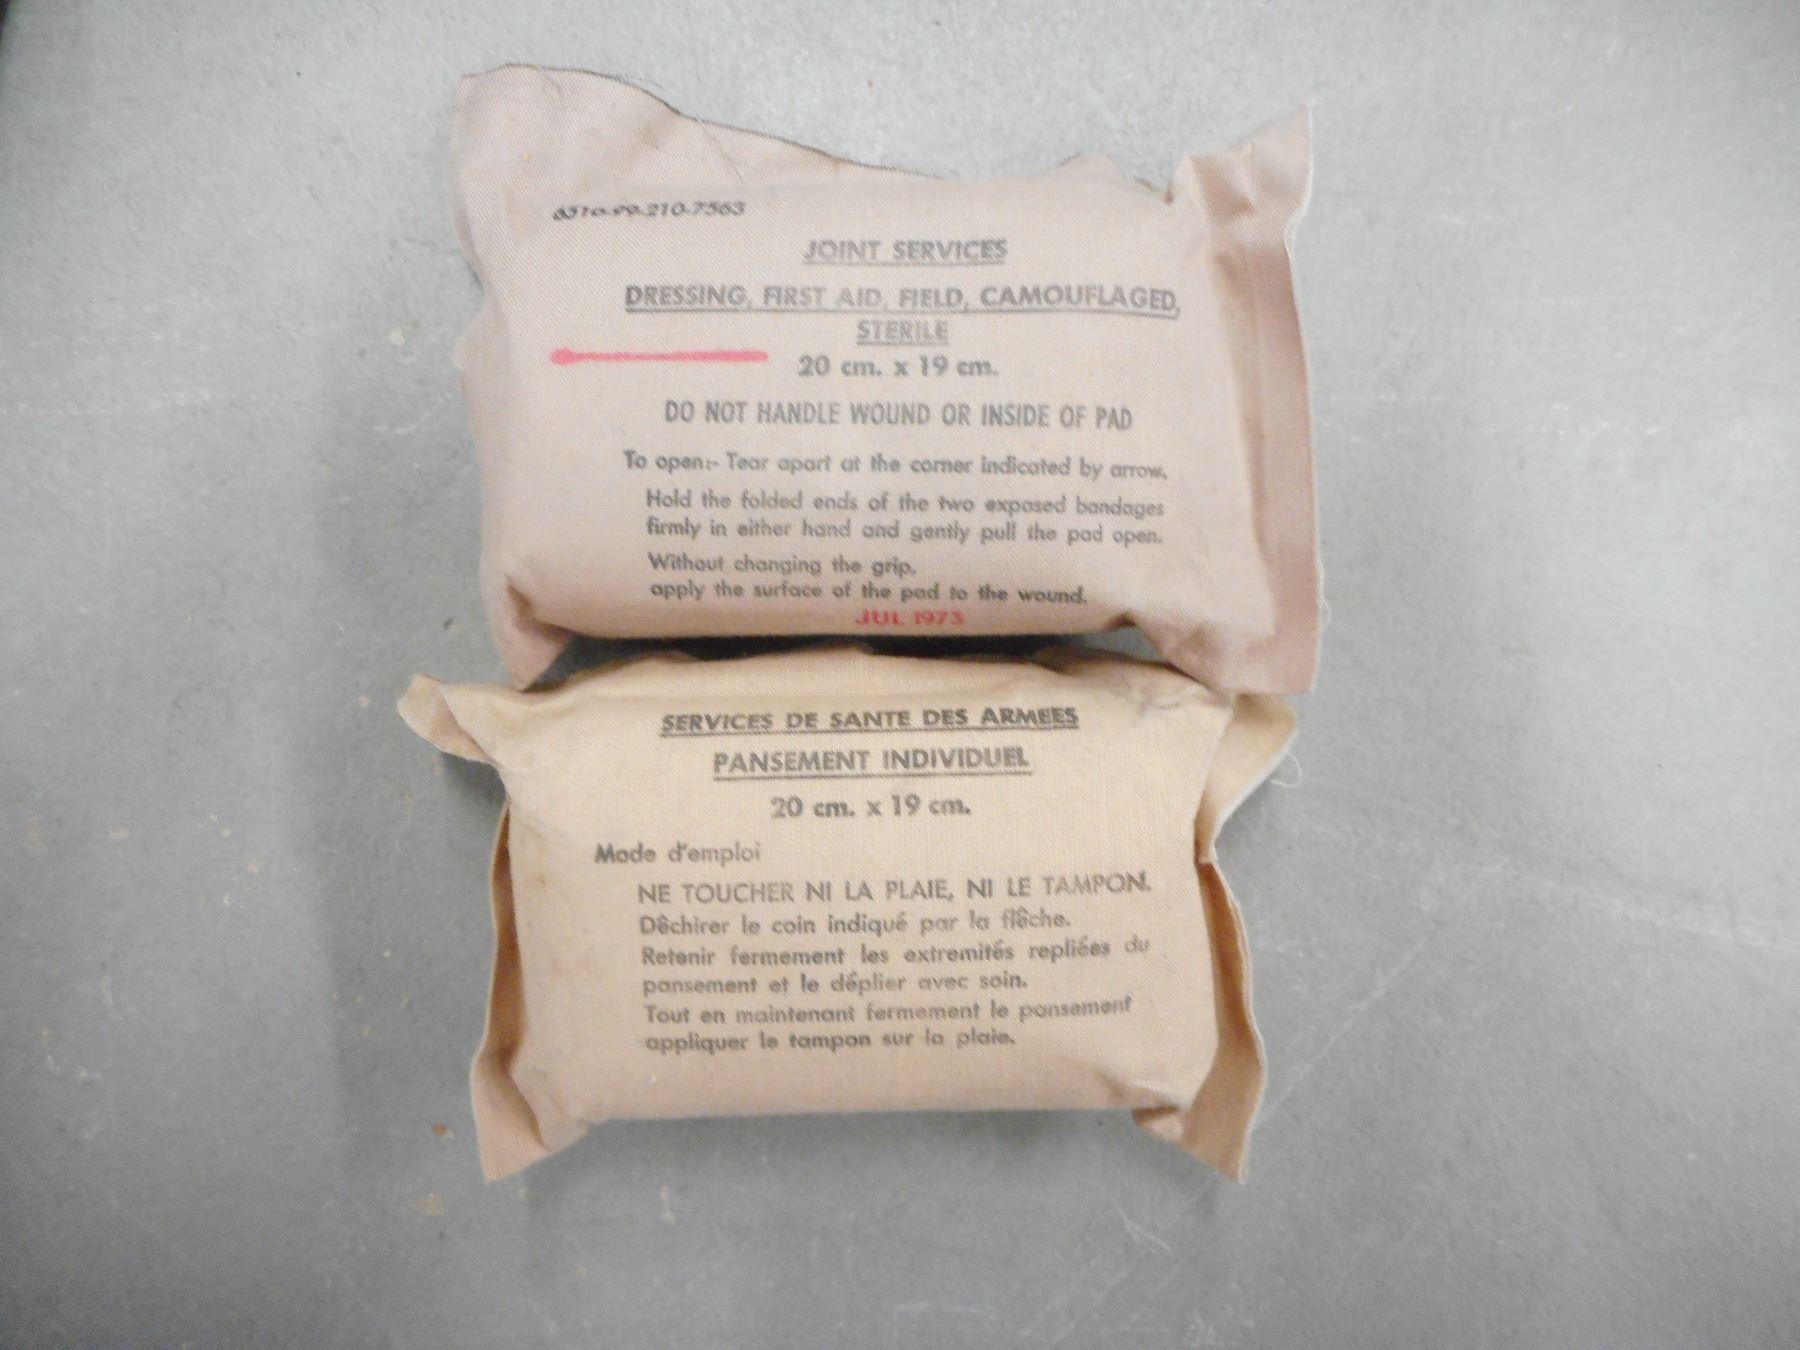 6510-99-210-7563
JOINT SERVICES
DRESSING, FIRST AID, FIELD, CAMOUFLAGED,
STERILE
20 cm. x 19 cm.
DO NOT HANDLE WOUND OR INSIDE OF PAD
To open:- Tear apart at the corner indicated by arrow.
Hold the folded ends of the two exposed bandages
firmly in either hand and gently pull the pad open.
Without changing the grip,
apply the surface of the pad to the wound.
JUL 1973
SERVICES DE SANTE DES ARMEES
PANSEMENT INDIVIDUEL
20 cm. x 19 cm.
Mode d'emploi
NE TOUCHER NI LA PLAIE, NI LE TAMPON.
Dêchirer le coin indiqué par la flêche.
Retenir fermement les extremités repliées du
pansement et le déplier avec soin.
Tout en maintenant fermement le pansement
appliquer le tampon sur la plaie.